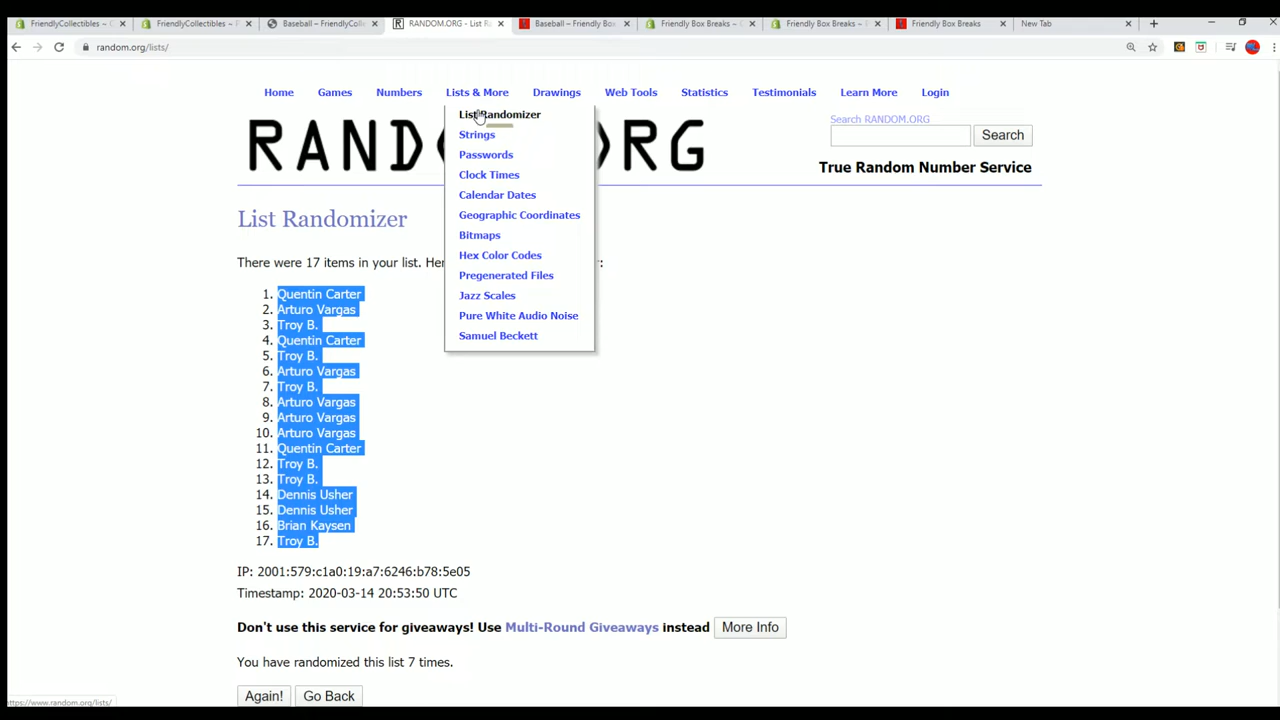 FriendlyCollectibles ~ C
FriendlyCollectibles ~ P
Baseball – FriendlyColle
RANDOM.ORG - List Ra
Baseball – Friendly Box
Friendly Box Breaks ~ C
Friendly Box Breaks ~ P
Friendly Box Breaks
New Tab
random.org/lists/
Home Games Numbers Lists & More Drawings Web Tools Statistics Testimonials Learn More Login
List Randomizer
Strings
Passwords
Clock Times
Calendar Dates
Geographic Coordinates
Bitmaps
Hex Color Codes
Pregenerated Files
Jazz Scales
Pure White Audio Noise
Samuel Beckett
RANDOM.ORG
Search RANDOM.ORG
Search
True Random Number Service
List Randomizer
There were 17 items in your list. Her
1. Quentin Carter
2. Arturo Vargas
3. Troy B.
4. Quentin Carter
5. Troy B.
6. Arturo Vargas
7. Troy B.
8. Arturo Vargas
9. Arturo Vargas
10. Arturo Vargas
11. Quentin Carter
12. Troy B.
13. Troy B.
14. Dennis Usher
15. Dennis Usher
16. Brian Kaysen
17. Troy B.
IP: 2001:579:c1a0:19:a7:6246:b78:5e05
Timestamp: 2020-03-14 20:53:50 UTC
Don't use this service for giveaways! Use Multi-Round Giveaways instead More Info
You have randomized this list 7 times.
Again! Go Back
https://www.random.org/lists/